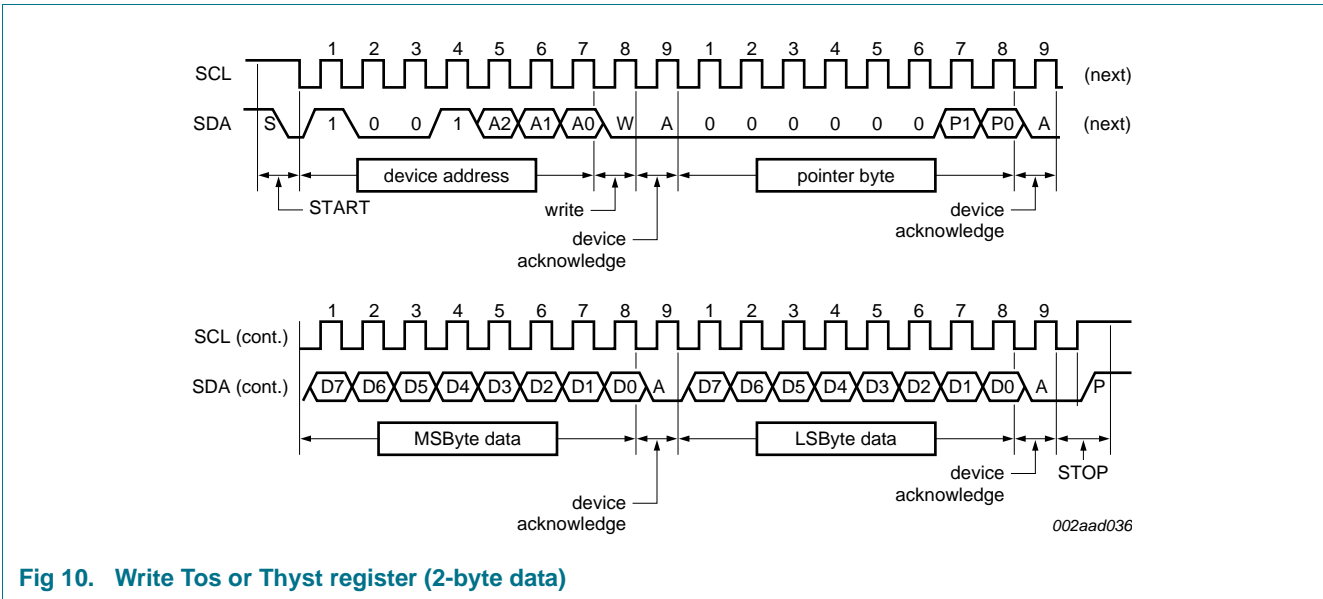 1 2 3 4 5 6 7 8 9 1 2 3 4 5 6 7 8 9
SCL (next)
SDA S 1 0 0 1 A2 A1 A0 W A 0 0 0 0 0 0 P1 P0 A (next)
device address pointer byte
START write device
device acknowledge
acknowledge
1 2 3 4 5 6 7 8 9 1 2 3 4 5 6 7 8 9
SCL (cont.)
SDA (cont.) D7 D6 D5 D4 D3 D2 D1 D0 A D7 D6 D5 D4 D3 D2 D1 D0 A P
MSByte data LSByte data
device STOP
acknowledge
device
acknowledge
002aad036
Fig 10. Write Tos or Thyst register (2-byte data)